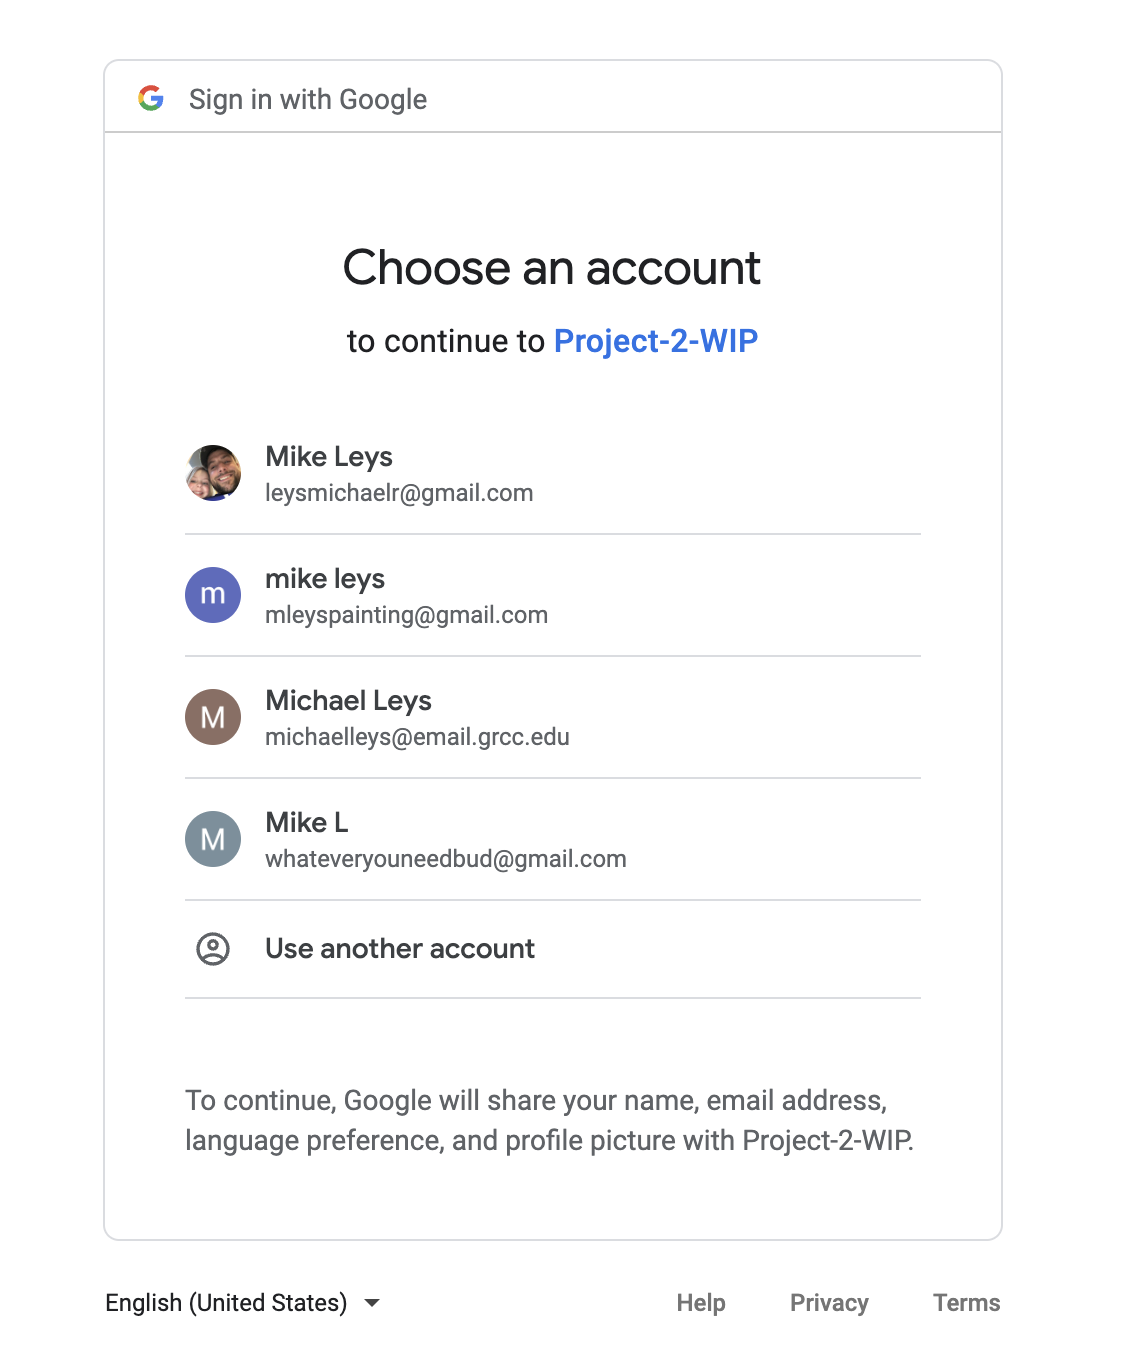 Sign in with Google
Choose an account
to continue to Project-2-WIP
Mike Leys
leysmichaelr@gmail.com
m
mike leys
mleyspainting@gmail.com
M
Michael Leys
michaelleys@email.grcc.edu
M
Mike L
whateveryouneedbud@gmail.com
Use another account
To continue, Google will share your name, email address,
language preference, and profile picture with Project-2-WIP.
English (United States)
Help Privacy Terms